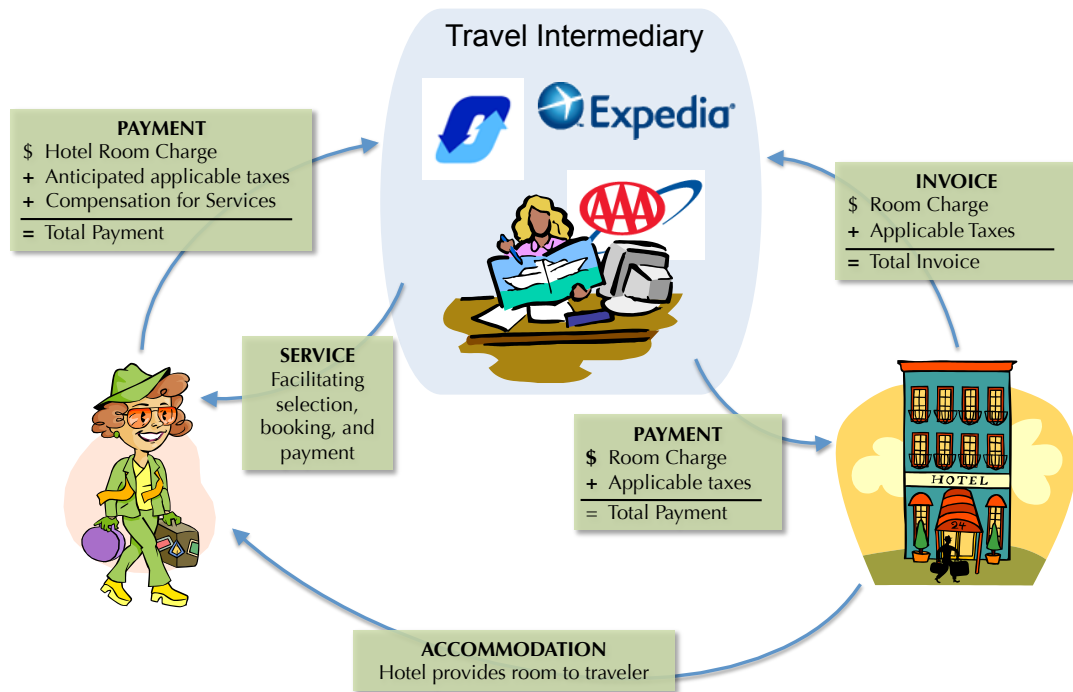 Travel Intermediary
Expedia®
AAA
PAYMENT
$ Hotel Room Charge
+ Anticipated applicable taxes
+ Compensation for Services
= Total Payment
INVOICE
$ Room Charge
+ Applicable Taxes
= Total Invoice
SERVICE
Facilitating
selection,
booking, and
payment
PAYMENT
$ Room Charge
+ Applicable taxes
= Total Payment
HOTEL
24
ACCOMMODATION
Hotel provides room to traveler